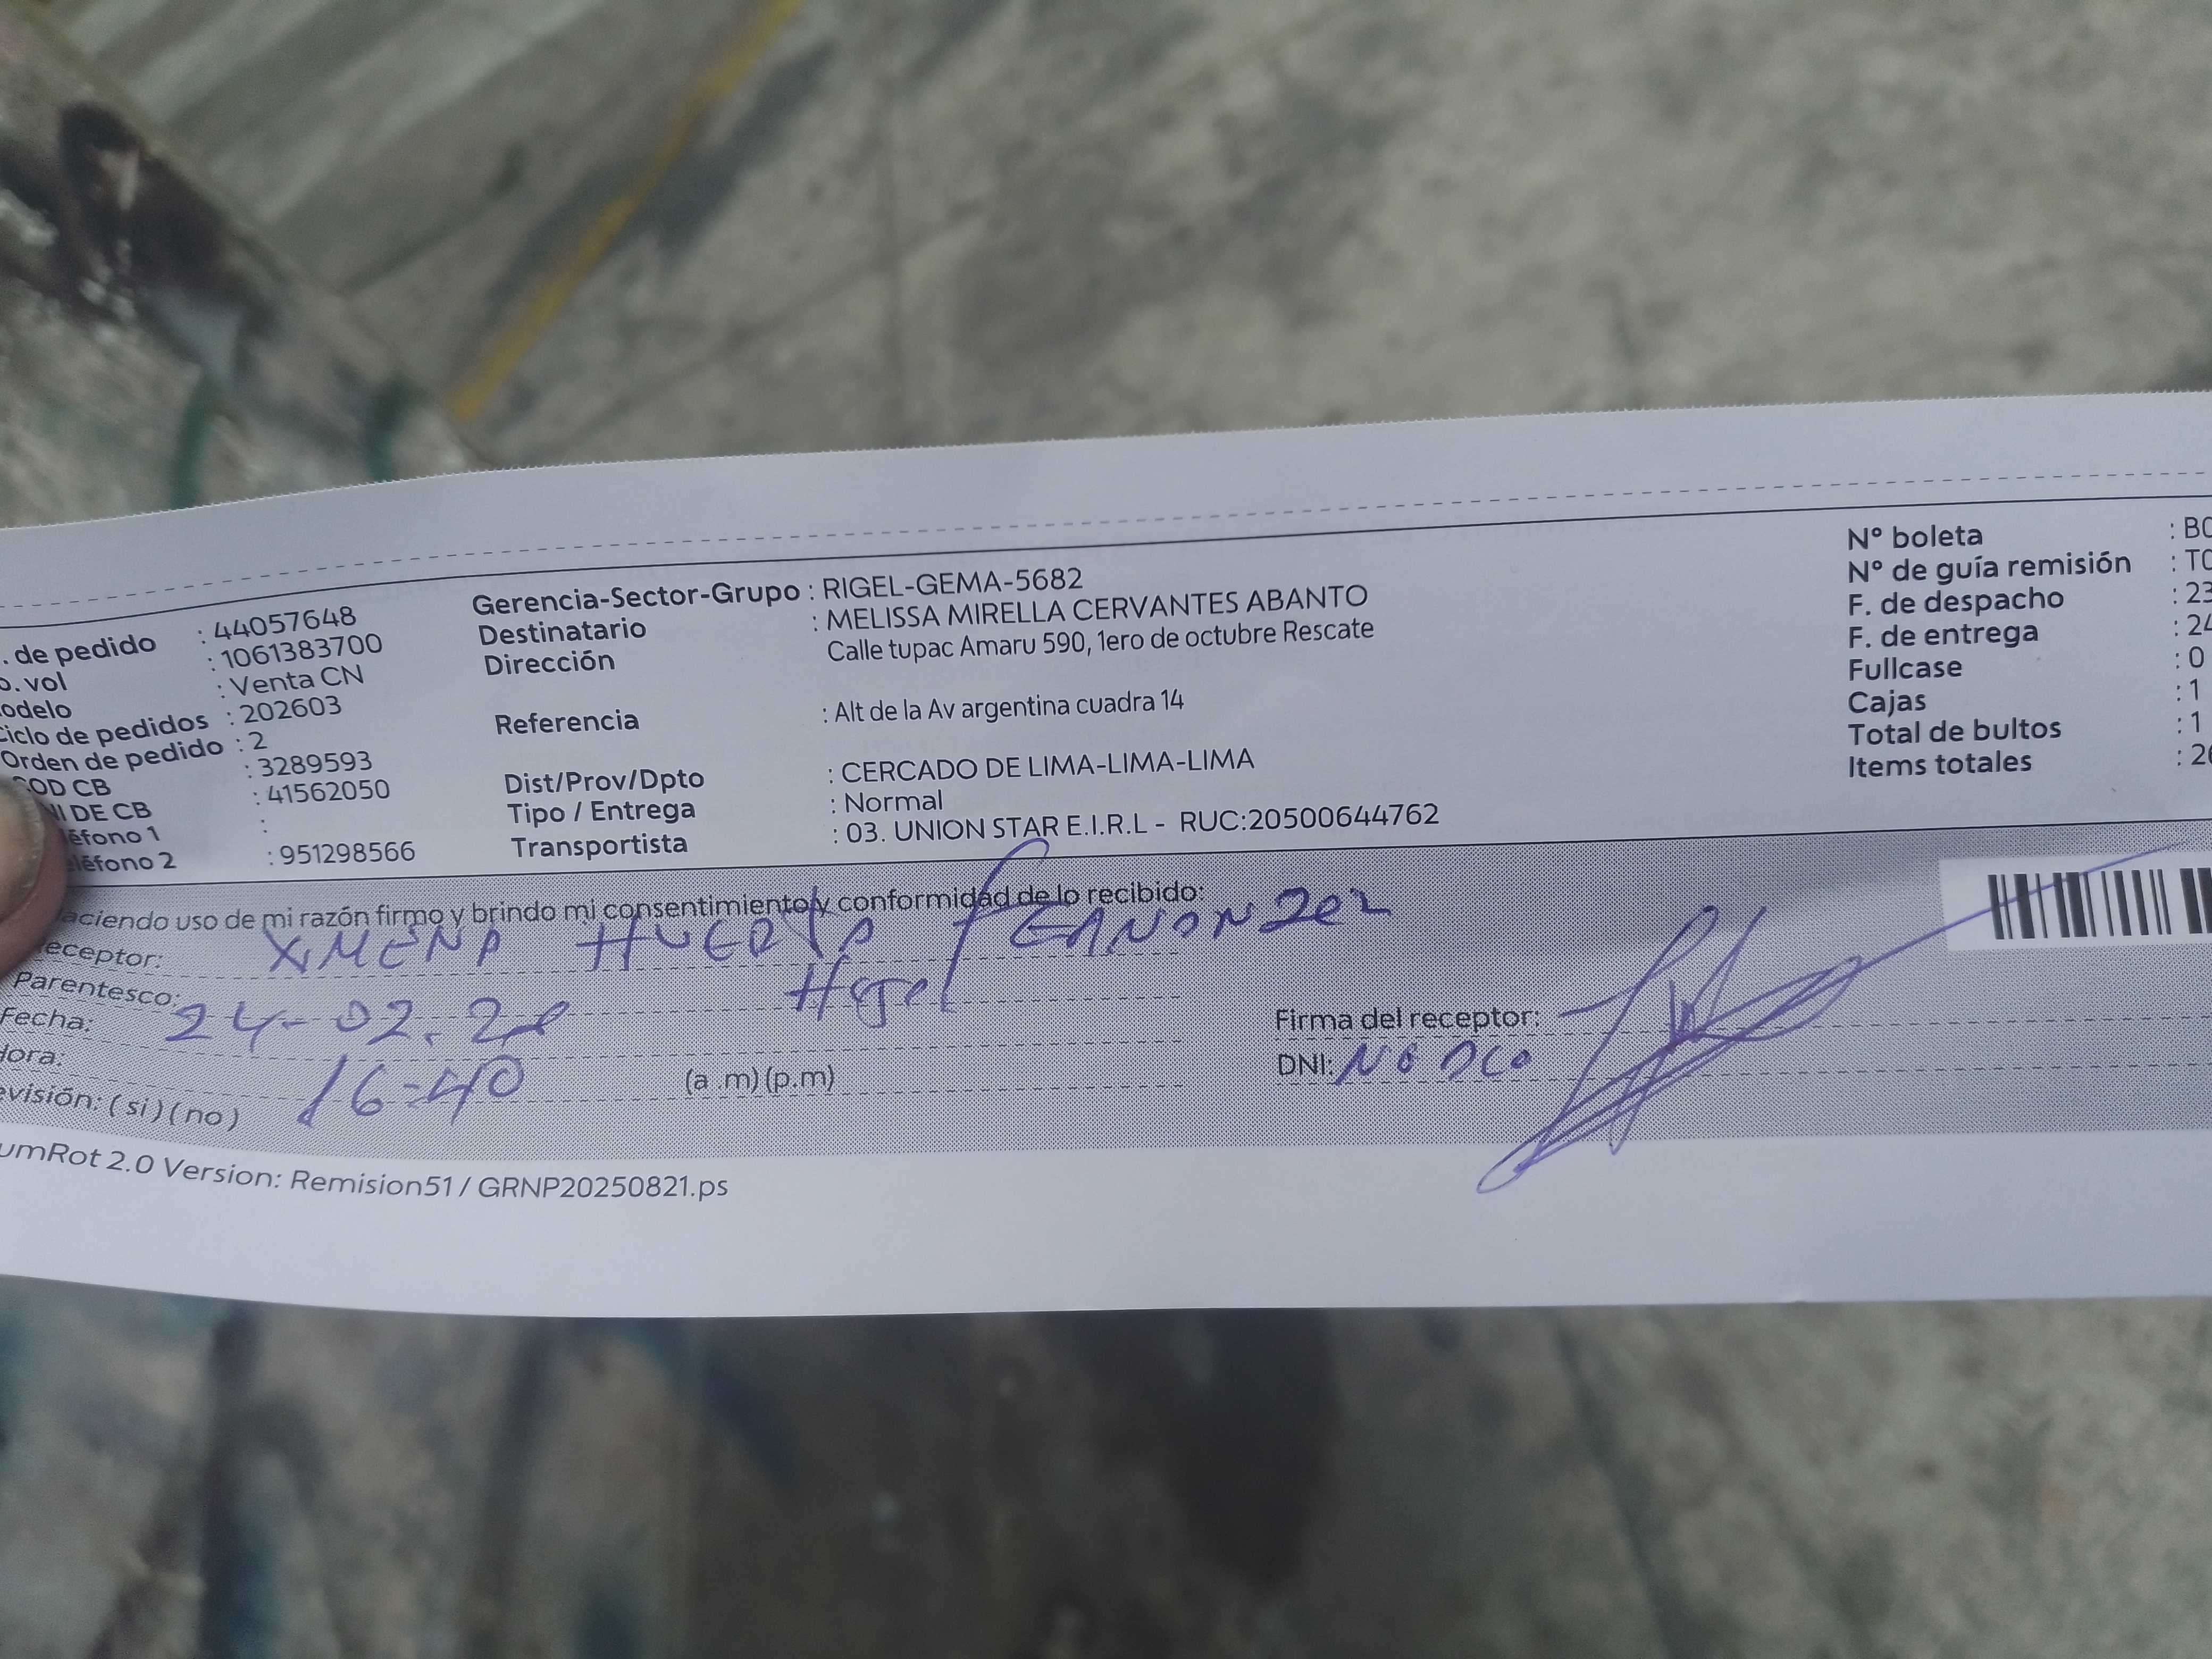 . de pedido : 44057648
o. vol : 1061383700
odelo : Venta CN
Ciclo de pedidos : 202603
Orden de pedido : 2
COD CB : 3289593
NI DE CB : 41562050
léfono 1 :
léfono 2 : 951298566
Gerencia-Sector-Grupo : RIGEL-GEMA-5682
Destinatario : MELISSA MIRELLA CERVANTES ABANTO
Dirección Calle tupac Amaru 590, 1ero de octubre Rescate
Referencia : Alt de la Av argentina cuadra 14
Dist/Prov/Dpto : CERCADO DE LIMA-LIMA-LIMA
Tipo / Entrega : Normal
Transportista : 03. UNION STAR E.I.R.L - RUC:20500644762
N° boleta : BO
N° de guía remisión : TO
F. de despacho : 23
F. de entrega : 24
Fullcase : 0
Cajas : 1
Total de bultos : 1
Items totales : 26
aciendo uso de mi razón firmo y brindo mi consentimiento y conformidad de lo recibido:
eceptor: XIMENA HUERTA
Parentesco:
Fecha: 24-02.
Hora: 16:40 (a .m) (p.m)
evisión: ( si ) ( no )
Firma del receptor:
DNI: NO
umRot 2.0 Version: Remision51 / GRNP20250821.ps